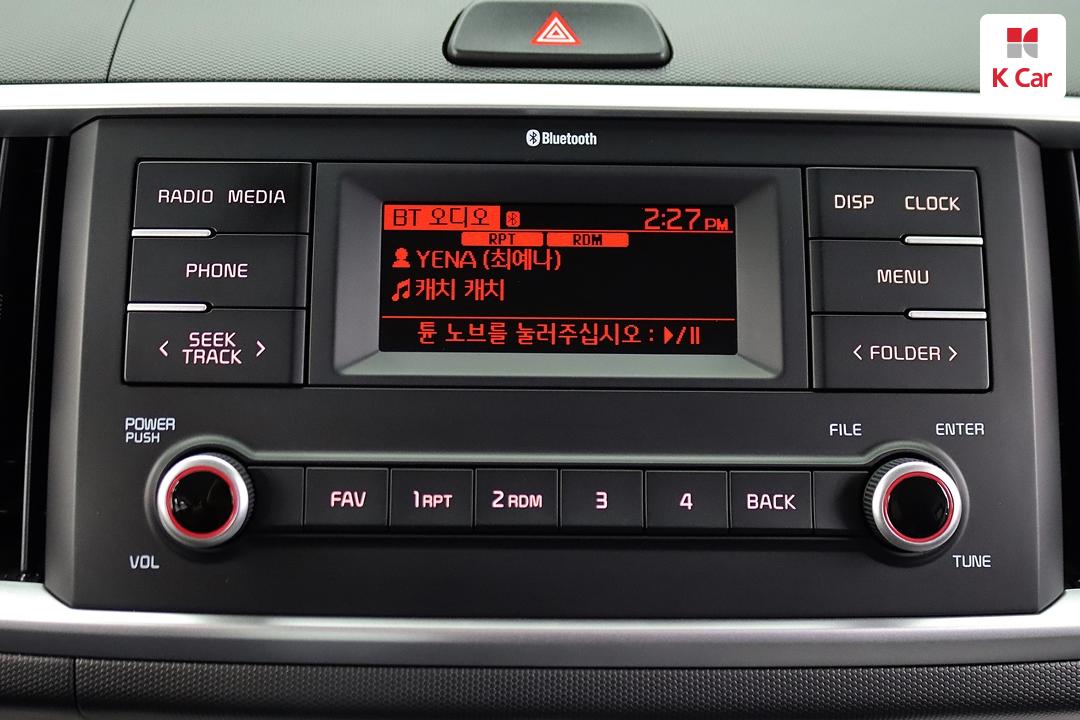 K Car
Bluetooth
RADIO MEDIA
PHONE
SEEK
TRACK
BT 오디오
2:27PM
RPT RDM
YENA (최예나)
캐치 캐치
튠 노브를 눌러주십시오 :
DISP CLOCK
MENU
FOLDER
POWER
PUSH
FILE ENTER
FAV 1RPT 2RDM 3 4 BACK
VOL TUNE